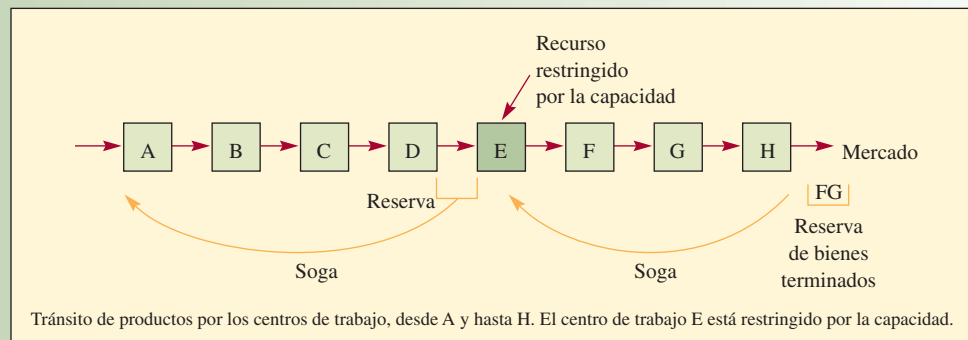 Recurso
restringido
por la capacidad
A B C D E F G H Mercado
Reserva
FG
Reserva
de bienes
terminados
Soga
Soga
Tránsito de productos por los centros de trabajo, desde A y hasta H. El centro de trabajo E está restringido por la capacidad.